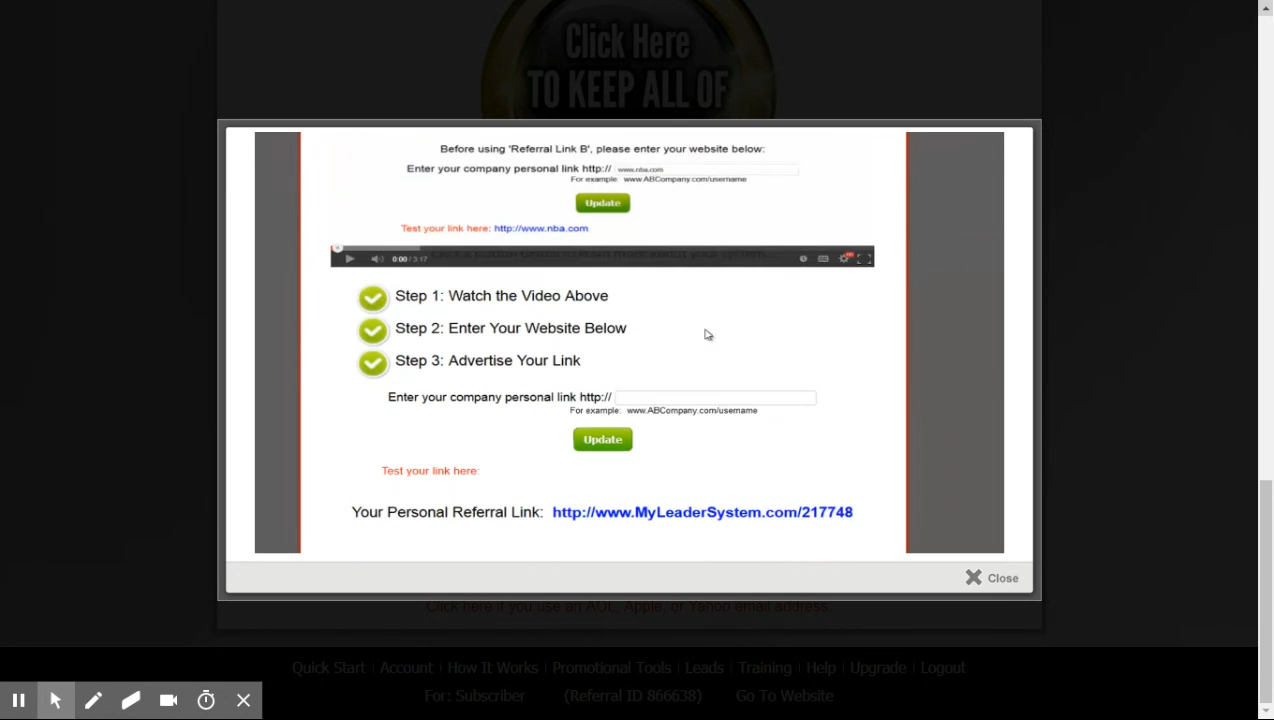 Click Here
TO KEEP ALL OF
Before using 'Referral Link B', please enter your website below:
Enter your company personal link http:// www.nba.com
For example: www.ABCompany.com/username
Update
Test your link here: http://www.nba.com
0:00 / 3:17
Step 1: Watch the Video Above
Step 2: Enter Your Website Below
Step 3: Advertise Your Link
Enter your company personal link http://
For example: www.ABCompany.com/username
Update
Test your link here:
Your Personal Referral Link: http://www.MyLeaderSystem.com/217748
Close
Click here if you use an AOL, Apple, or Yahoo email address.
Quick Start | Account | How It Works | Promotional Tools | Leads | Training | Help | Upgrade | Logout
For: Subscriber (Referral ID 866638) Go To Website